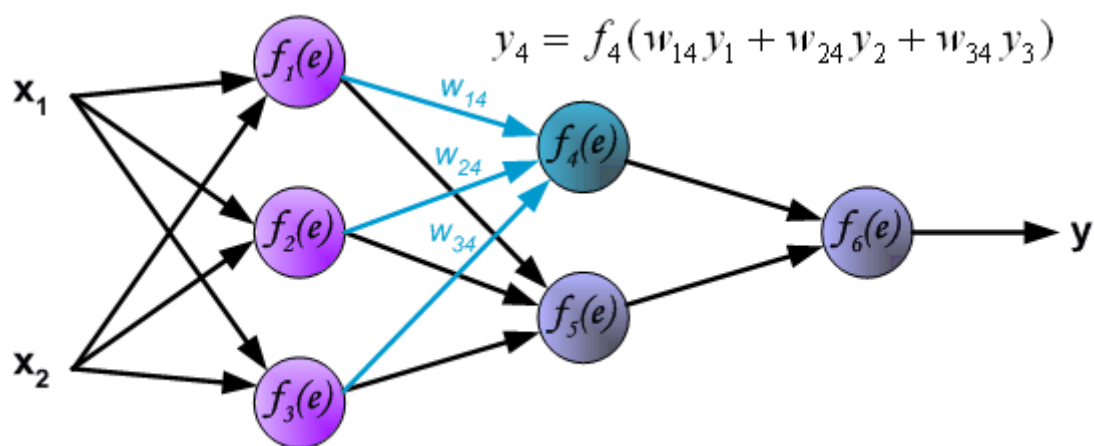 f₁(e)
y₄ = f₄(w₁₄y₁ + w₂₄y₂ + w₃₄y₃)
x₁
w₁₄
f₄(e)
w₂₄
f₂(e)
w₃₄
f₆(e)
y
f₅(e)
x₂
f₃(e)